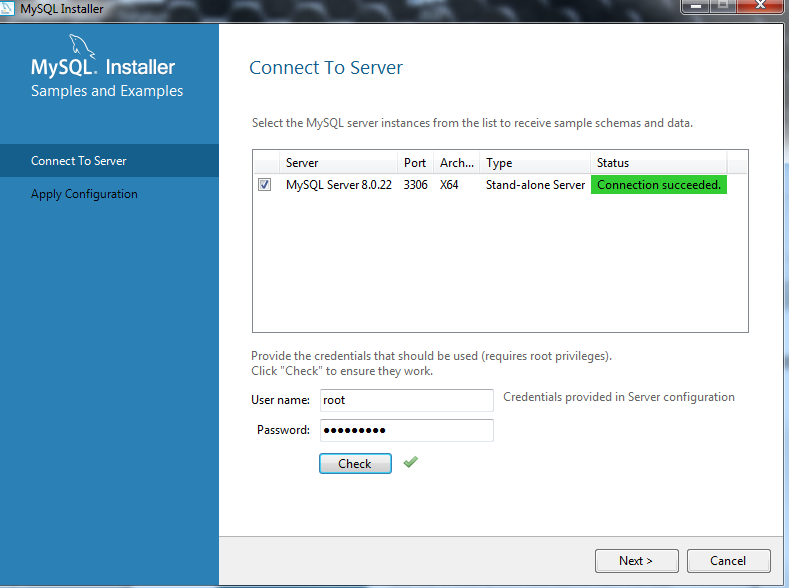 MySQL Installer
MySQL. Installer
Samples and Examples
Connect To Server
Apply Configuration
Connect To Server
Select the MySQL server instances from the list to receive sample schemas and data.
Server Port Arch... Type Status
MySQL Server 8.0.22 3306 X64 Stand-alone Server Connection succeeded.
Provide the credentials that should be used (requires root privileges).
Click "Check" to ensure they work.
User name: root Credentials provided in Server configuration
Password: ●●●●●●●●●
Check
Next > Cancel